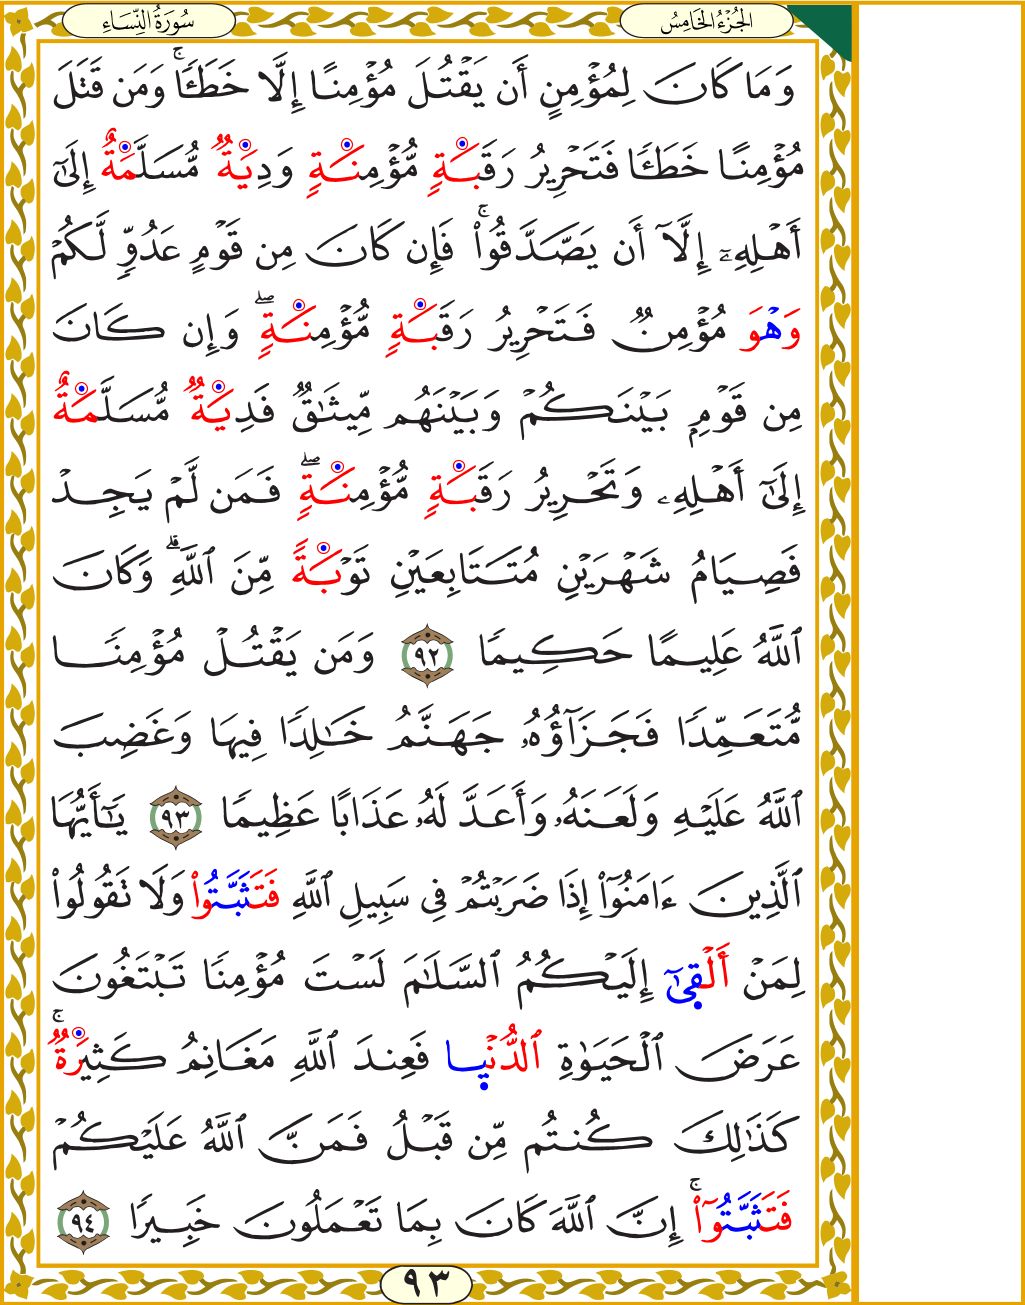 الجُزْءُ الخَامِسُ
سُورَةُ النِّسَاءِ
وَمَا كَانَ لِمُؤْمِنٍ أَن يَقْتُلَ مُؤْمِنًا إِلَّا خَطَـًٔاۚ وَمَن قَتَلَ
مُؤْمِنًا خَطَـًٔا فَتَحْرِيرُ رَقَبَةٍ مُّؤْمِنَةٍ وَدِيَةٌ مُّسَلَّمَةٌ إِلَىٰٓ
أَهْلِهِۦٓ إِلَّآ أَن يَصَّدَّقُوا۟ۚ فَإِن كَانَ مِن قَوْمٍ عَدُوٍّ لَّكُمْ
وَهْوَ مُؤْمِنٌ فَتَحْرِيرُ رَقَبَةٍ مُّؤْمِنَةٍۖ وَإِن كَانَ
مِن قَوْمٍۭ بَيْنَكُمْ وَبَيْنَهُم مِّيثَٰقٌ فَدِيَةٌ مُّسَلَّمَةٌ
إِلَىٰٓ أَهْلِهِۦ وَتَحْرِيرُ رَقَبَةٍ مُّؤْمِنَةٍۖ فَمَن لَّمْ يَجِدْ
فَصِيَامُ شَهْرَيْنِ مُتَتَابِعَيْنِ تَوْبَةً مِّنَ ٱللَّهِۗ وَكَانَ
ٱللَّهُ عَلِيمًا حَكِيمًا ٩٢ وَمَن يَقْتُلْ مُؤْمِنًا
مُّتَعَمِّدًا فَجَزَآؤُهُۥ جَهَنَّمُ خَٰلِدًا فِيهَا وَغَضِبَ
ٱللَّهُ عَلَيْهِ وَلَعَنَهُۥ وَأَعَدَّ لَهُۥ عَذَابًا عَظِيمًا ٩٣ يَٰٓأَيُّهَا
ٱلَّذِينَ ءَامَنُوٓا۟ إِذَا ضَرَبْتُمْ فِى سَبِيلِ ٱللَّهِ فَتَثَبَّتُوا۟ وَلَا تَقُولُوا۟
لِمَنْ أَلْقٜىٰٓ إِلَيْكُمُ ٱلسَّلَٰمَ لَسْتَ مُؤْمِنًا تَبْتَغُونَ
عَرَضَ ٱلْحَيَوٰةِ ٱلدُّنْيٜا فَعِندَ ٱللَّهِ مَغَانِمُ كَثِيرَةٌۚ
كَذَٰلِكَ كُنتُم مِّن قَبْلُ فَمَنَّ ٱللَّهُ عَلَيْكُمْ
فَتَثَبَّتُوٓا۟ۚ إِنَّ ٱللَّهَ كَانَ بِمَا تَعْمَلُونَ خَبِيرًا ٩٤
٩٣